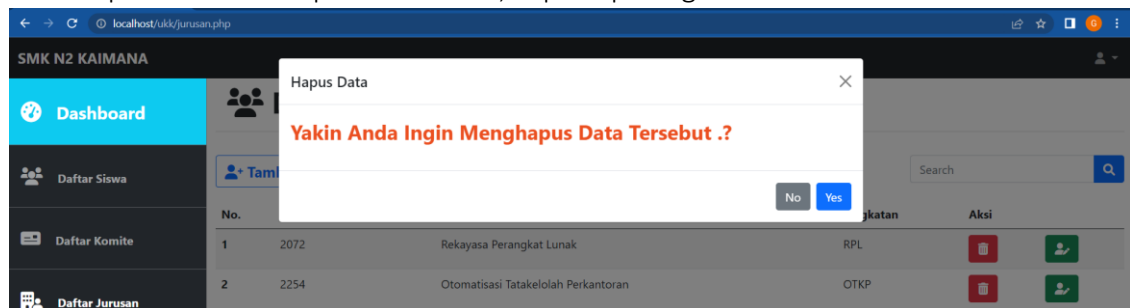 localhost/ukk/jurusan.php
G
SMK N2 KAIMANA
Hapus Data
Dashboard
Yakin Anda Ingin Menghapus Data Tersebut .?
Daftar Siswa
Search
No Yes
No. Aksi
Daftar Komite
1 2072 Rekayasa Perangkat Lunak RPL
2 2254 Otomatisasi Tatakelolah Perkantoran OTKP
Daftar Jurusan